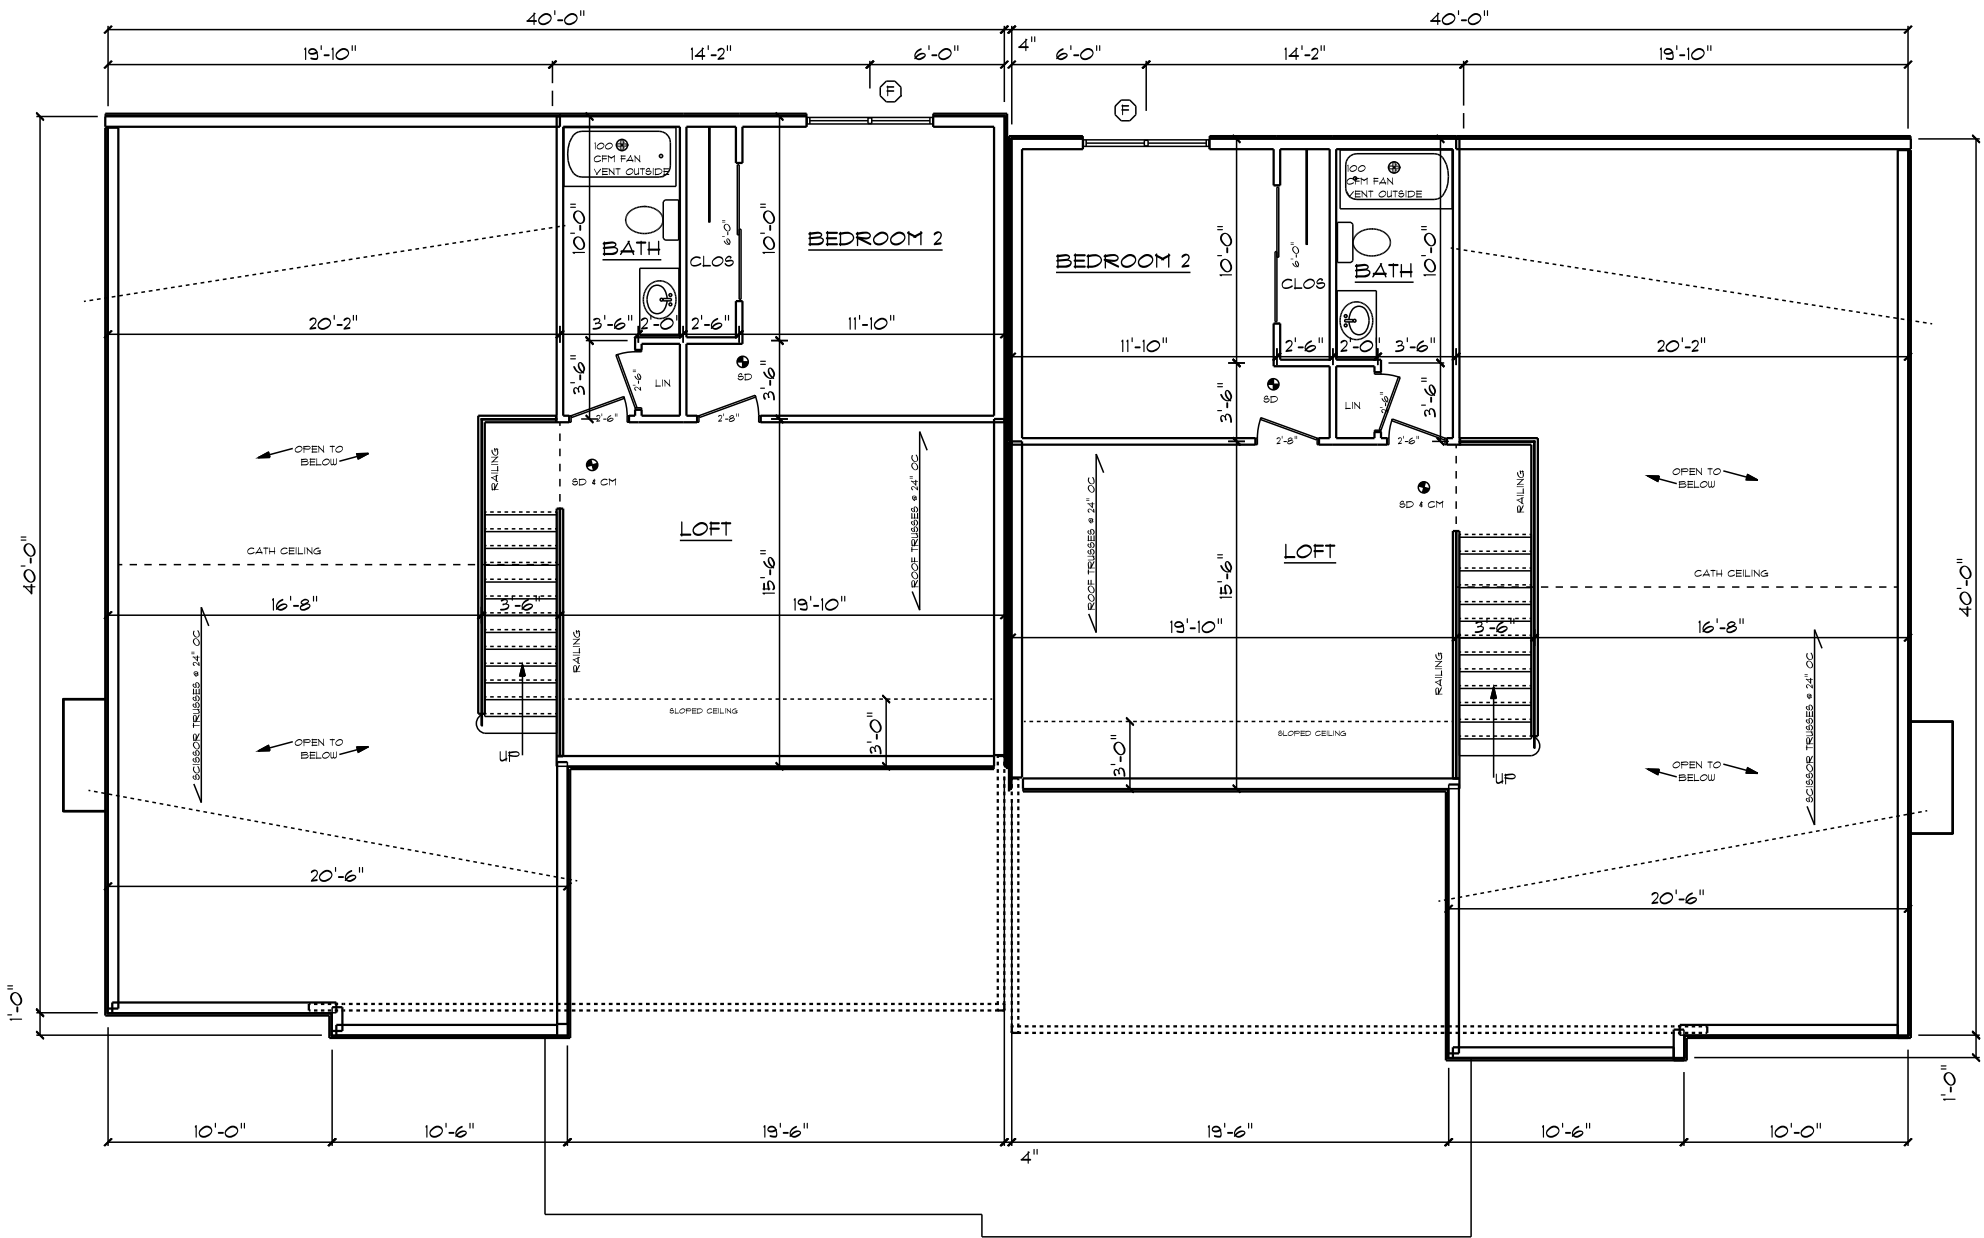 40'-0"
40'-0"
19'-10"
14'-2"
6'-0"
4"
6'-0"
14'-2"
19'-10"
F
F
100
CFM FAN
VENT OUTSIDE
100
CFM FAN
VENT OUTSIDE
10'-0"
BATH
6'-0"
CLOS
10'-0"
BEDROOM 2
BEDROOM 2
10'-0"
6'-0"
CLOS
BATH
10'-0"
20'-2"
3'-6"
2'-0"
2'-6"
11'-10"
11'-10"
2'-6"
2'-0"
3'-6"
20'-2"
3'-6"
2'-6"
LIN
SD
3'-6"
3'-6"
SD
LIN
2'-6"
3'-6"
2'-6"
2'-8"
2'-8"
2'-6"
OPEN TO
BELOW
RAILING
SD & CM
ROOF TRUSSES @ 24" OC
ROOF TRUSSES @ 24" OC
SD & CM
RAILING
OPEN TO
BELOW
LOFT
LOFT
40'-0"
CATH CEILING
15'-6"
15'-6"
CATH CEILING
40'-0"
16'-8"
3'-6"
19'-10"
19'-10"
3'-6"
16'-8"
SCISSOR TRUSSES @ 24" OC
RAILING
RAILING
SCISSOR TRUSSES @ 24" OC
SLOPED CEILING
3'-0"
3'-0"
SLOPED CEILING
OPEN TO
BELOW
UP
UP
OPEN TO
BELOW
20'-6"
20'-6"
1'-0"
1'-0"
10'-0"
10'-6"
19'-6"
4"
19'-6"
10'-6"
10'-0"